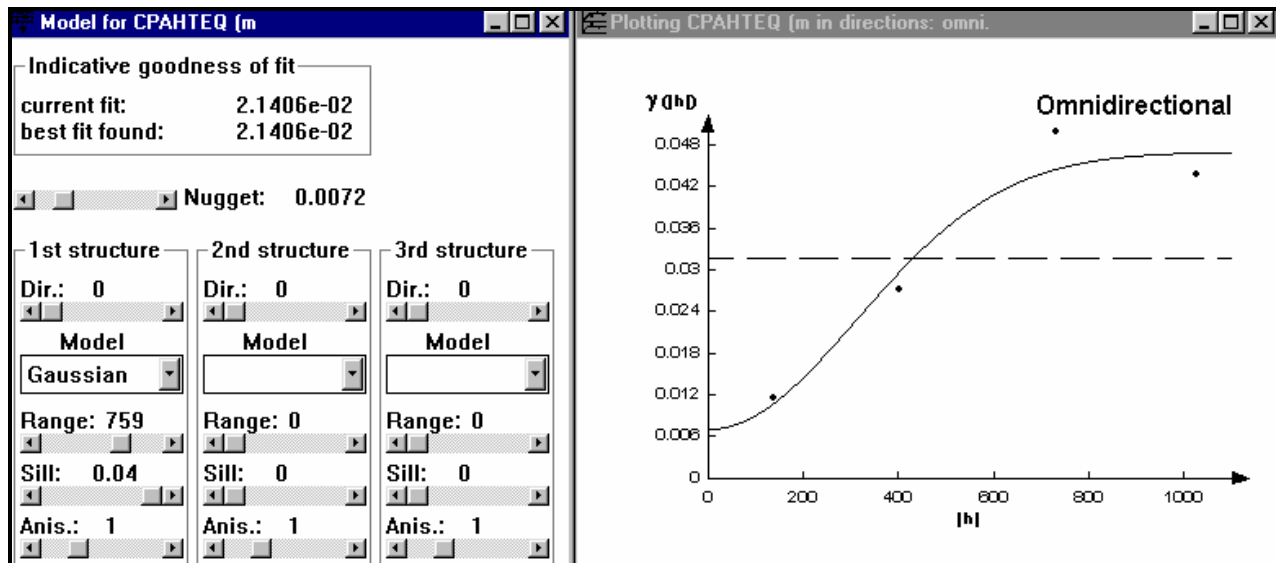 Model for CPAHTEQ (m
Indicative goodness of fit
current fit: 2.1406e-02
best fit found: 2.1406e-02
Nugget: 0.0072
1st structure
Dir.: 0
Model
Gaussian
Range: 759
Sill: 0.04
Anis.: 1
2nd structure
Dir.: 0
Model
Range: 0
Sill: 0
Anis.: 1
3rd structure
Dir.: 0
Model
Range: 0
Sill: 0
Anis.: 1
Plotting CPAHTEQ (m in directions: omni.
γ(|h|)
Omnidirectional
0.048
0.042
0.036
0.03
0.024
0.018
0.012
0.006
0
0 200 400 600 800 1000
|h|